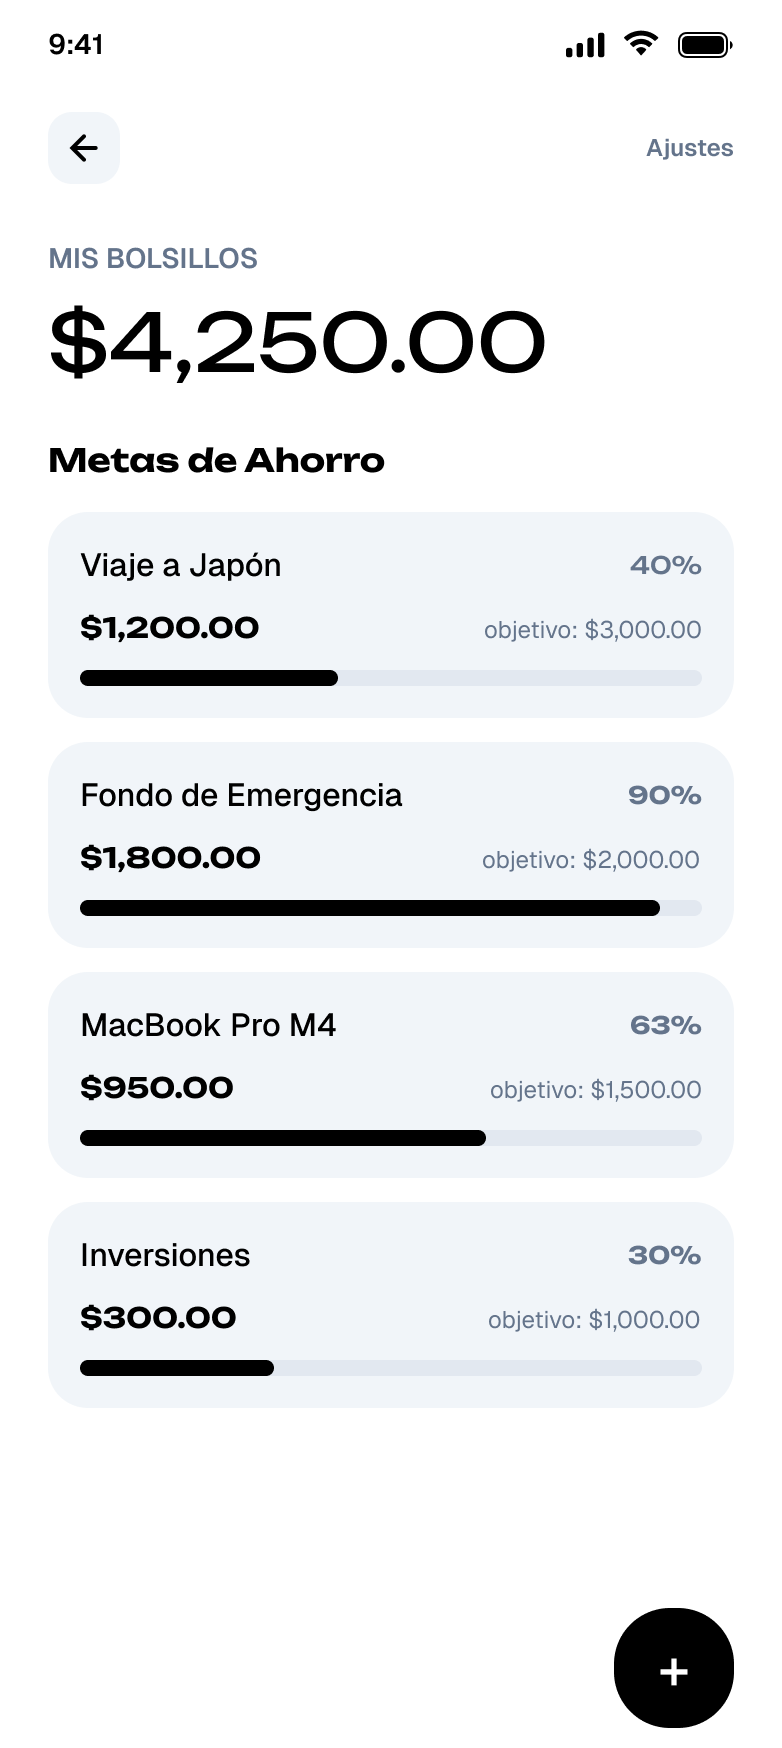 9:41
Ajustes
MIS BOLSILLOS
$4,250.00
Metas de Ahorro
Viaje a Japón 40%
$1,200.00 objetivo: $3,000.00
Fondo de Emergencia 90%
$1,800.00 objetivo: $2,000.00
MacBook Pro M4 63%
$950.00 objetivo: $1,500.00
Inversiones 30%
$300.00 objetivo: $1,000.00
+